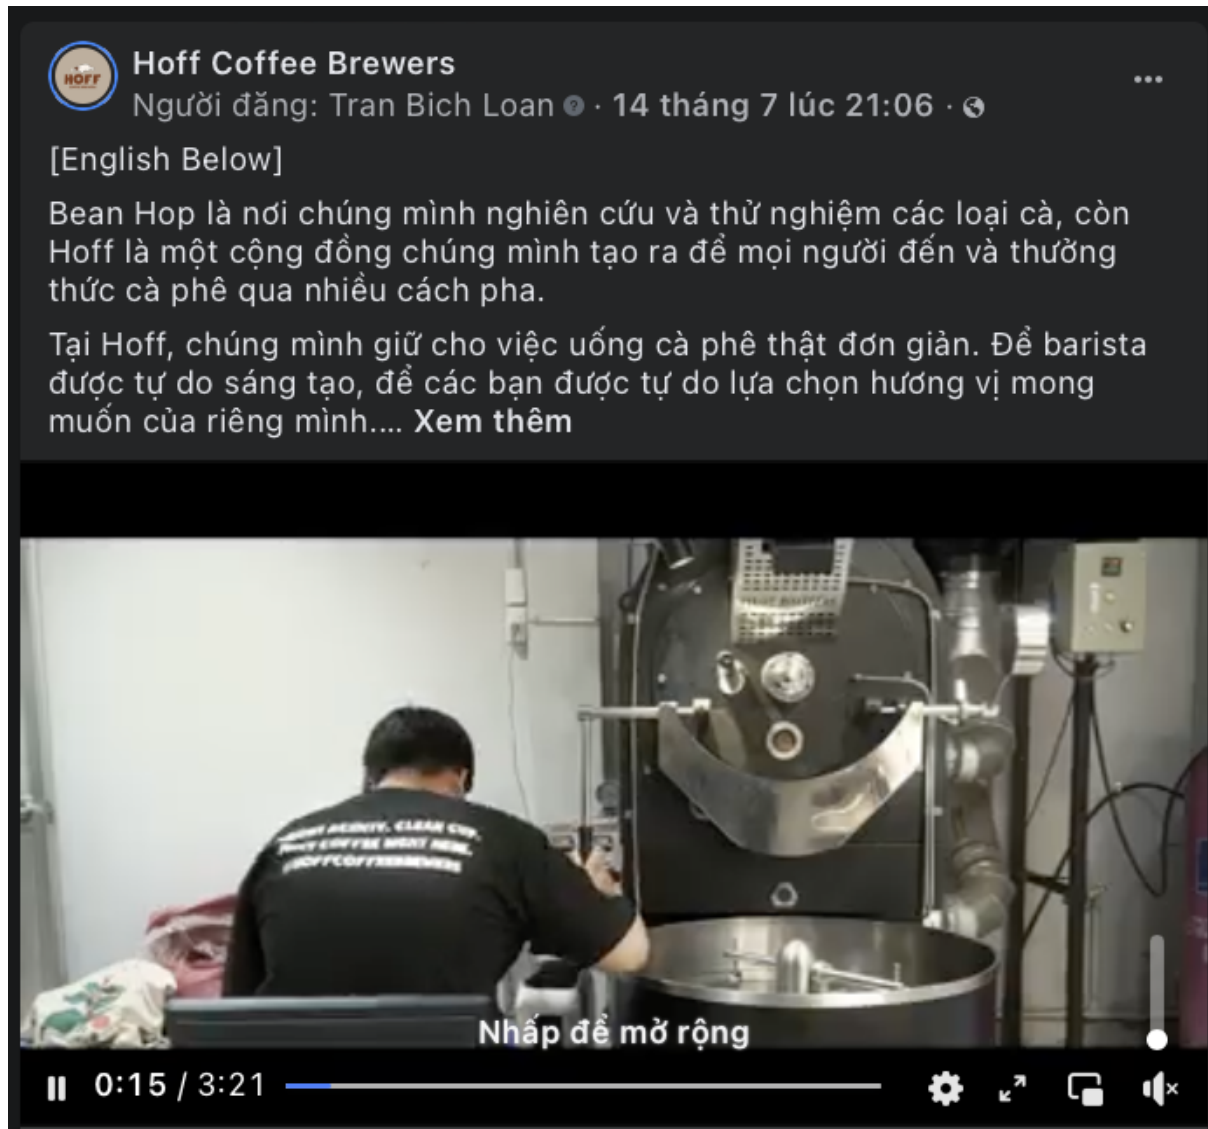 HOFF
Hoff Coffee Brewers
Người đăng: Tran Bich Loan · 14 tháng 7 lúc 21:06 ·
[English Below]
Bean Hop là nơi chúng mình nghiên cứu và thử nghiệm các loại cà, còn
Hoff là một cộng đồng chúng mình tạo ra để mọi người đến và thưởng
thức cà phê qua nhiều cách pha.
Tại Hoff, chúng mình giữ cho việc uống cà phê thật đơn giản. Để barista
được tự do sáng tạo, để các bạn được tự do lựa chọn hương vị mong
muốn của riêng mình.... Xem thêm
ACIDITY. CLEAN CUP.
COFFEE RIGHT HERE.
#HOFFCOFFEEBREWERS
Nhấp để mở rộng
0:15 / 3:21